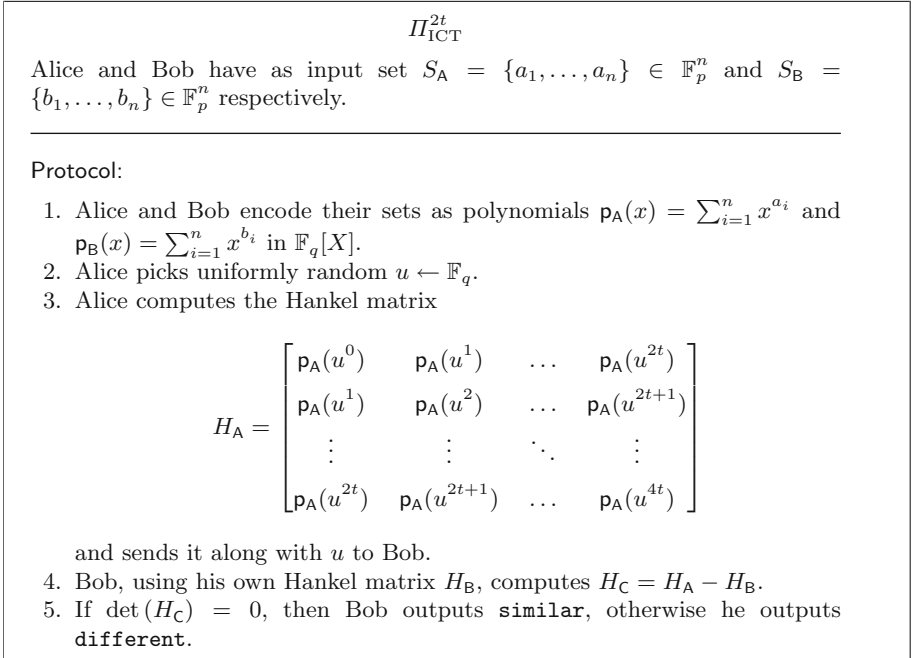 Π_ICT^2t
Alice and Bob have as input set S_A = {a_1, . . . , a_n} ∈ 𝔽_p^n and S_B =
{b_1, . . . , b_n} ∈ 𝔽_p^n respectively.
Protocol:
1. Alice and Bob encode their sets as polynomials p_A(x) = ∑_{i=1}^n x^{a_i} and
p_B(x) = ∑_{i=1}^n x^{b_i} in 𝔽_q[X].
2. Alice picks uniformly random u ← 𝔽_q.
3. Alice computes the Hankel matrix
p_A(u^0) p_A(u^1) … p_A(u^{2t})
p_A(u^1) p_A(u^2) … p_A(u^{2t+1})
H_A = ⋮ ⋮ ⋱ ⋮
p_A(u^{2t}) p_A(u^{2t+1}) … p_A(u^{4t})
and sends it along with u to Bob.
4. Bob, using his own Hankel matrix H_B, computes H_C = H_A − H_B.
5. If det (H_C) = 0, then Bob outputs similar, otherwise he outputs
different.